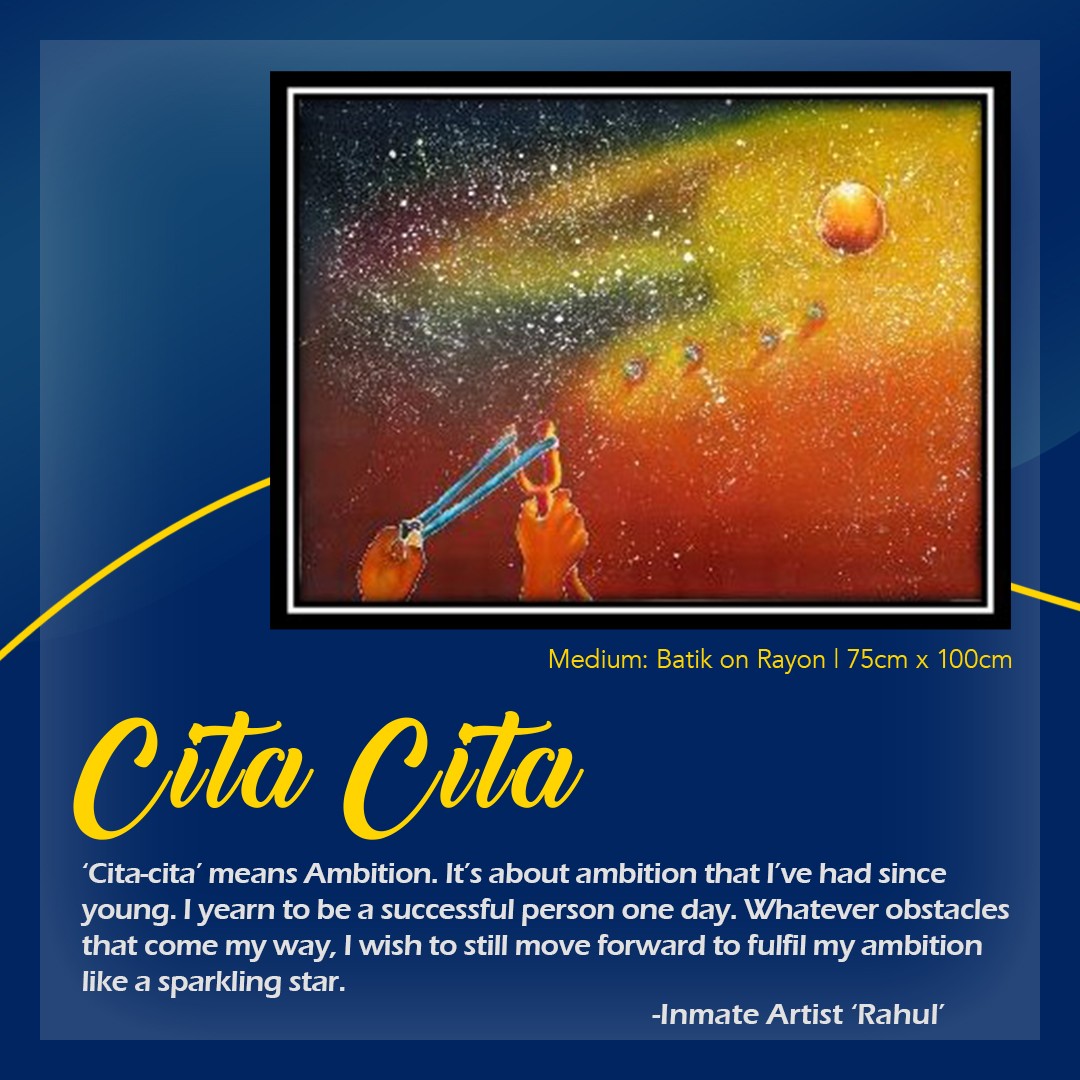 Medium: Batik on Rayon | 75cm x 100cm
Cita Cita
‘Cita-cita’ means Ambition. It’s about ambition that I’ve had since
young. I yearn to be a successful person one day. Whatever obstacles
that come my way, I wish to still move forward to fulfil my ambition
like a sparkling star.
-Inmate Artist ‘Rahul’